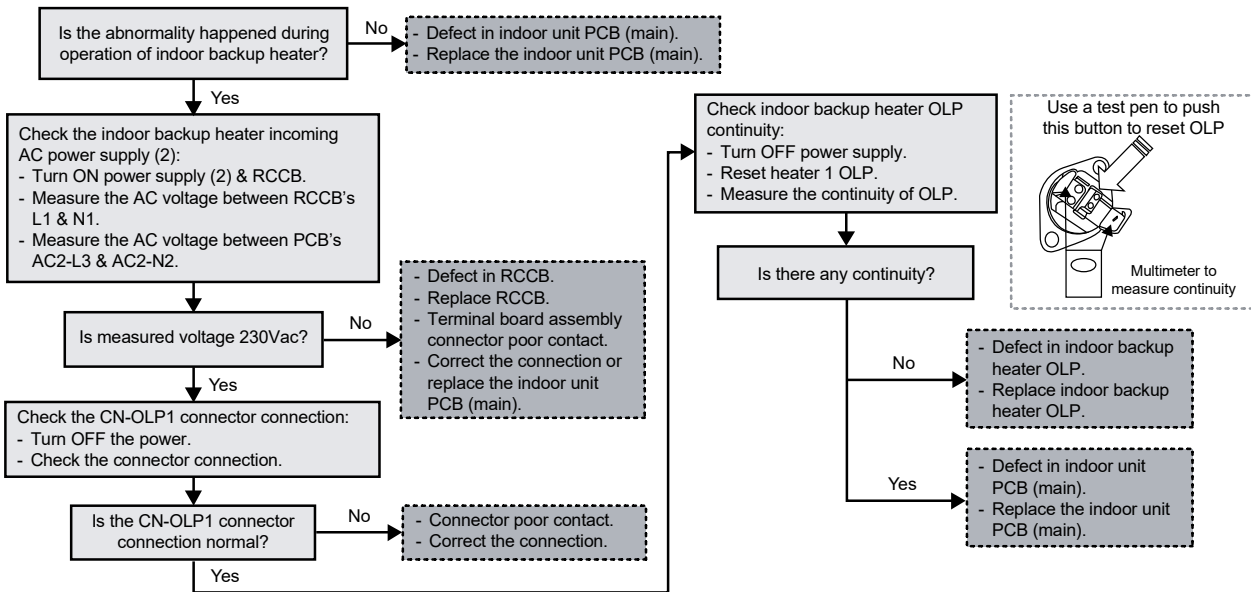 Is the abnormality happened during
operation of indoor backup heater?
No
- Defect in indoor unit PCB (main).
- Replace the indoor unit PCB (main).
Yes
Check the indoor backup heater incoming
AC power supply (2):
- Turn ON power supply (2) & RCCB.
- Measure the AC voltage between RCCB's
L1 & N1.
- Measure the AC voltage between PCB's
AC2-L3 & AC2-N2.
Is measured voltage 230Vac?
No
- Defect in RCCB.
- Replace RCCB.
- Terminal board assembly
connector poor contact.
- Correct the connection or
replace the indoor unit
PCB (main).
Yes
Check the CN-OLP1 connector connection:
- Turn OFF the power.
- Check the connector connection.
Is the CN-OLP1 connector
connection normal?
No
- Connector poor contact.
- Correct the connection.
Yes
Check indoor backup heater OLP
continuity:
- Turn OFF power supply.
- Reset heater 1 OLP.
- Measure the continuity of OLP.
Is there any continuity?
No
- Defect in indoor backup
heater OLP.
- Replace indoor backup
heater OLP.
Yes
- Defect in indoor unit
PCB (main).
- Replace the indoor unit
PCB (main).
Use a test pen to push
this button to reset OLP
Multimeter to
measure continuity